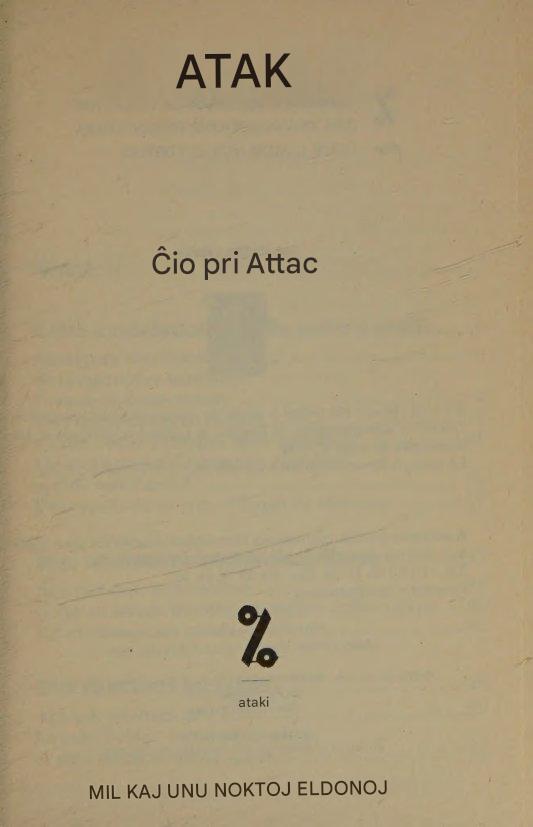 ATAK
Ĉio pri Attac
%
ataki
MIL KAJ UNU NOKTOJ ELDONOJ